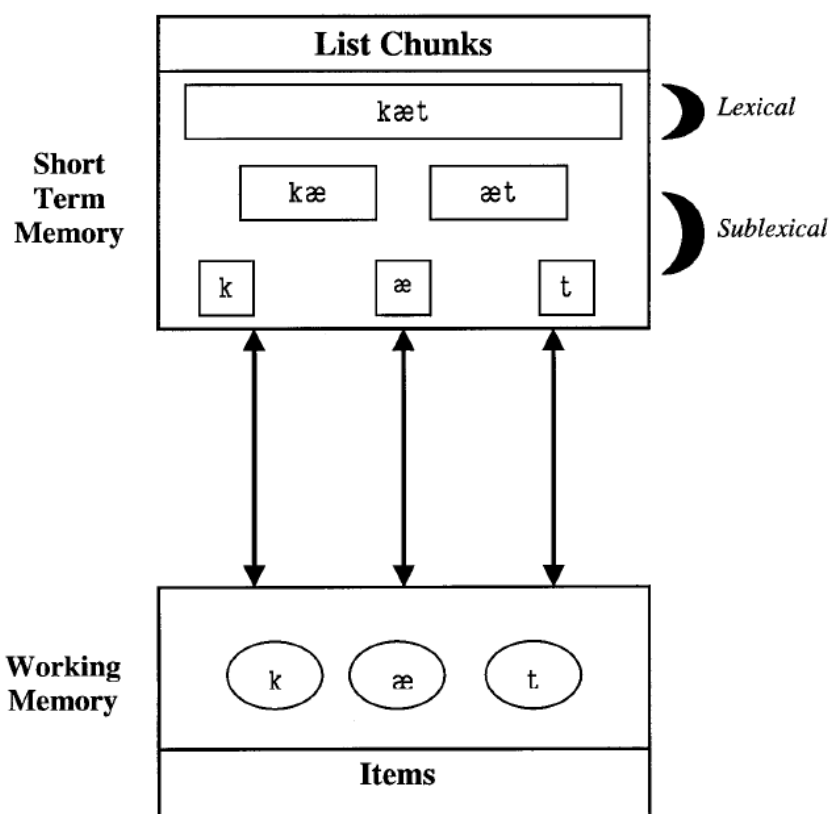 List Chunks
kæt
Lexical
Short
Term
Memory
kæ
æt
Sublexical
k
æ
t
k
æ
t
Working
Memory
Items